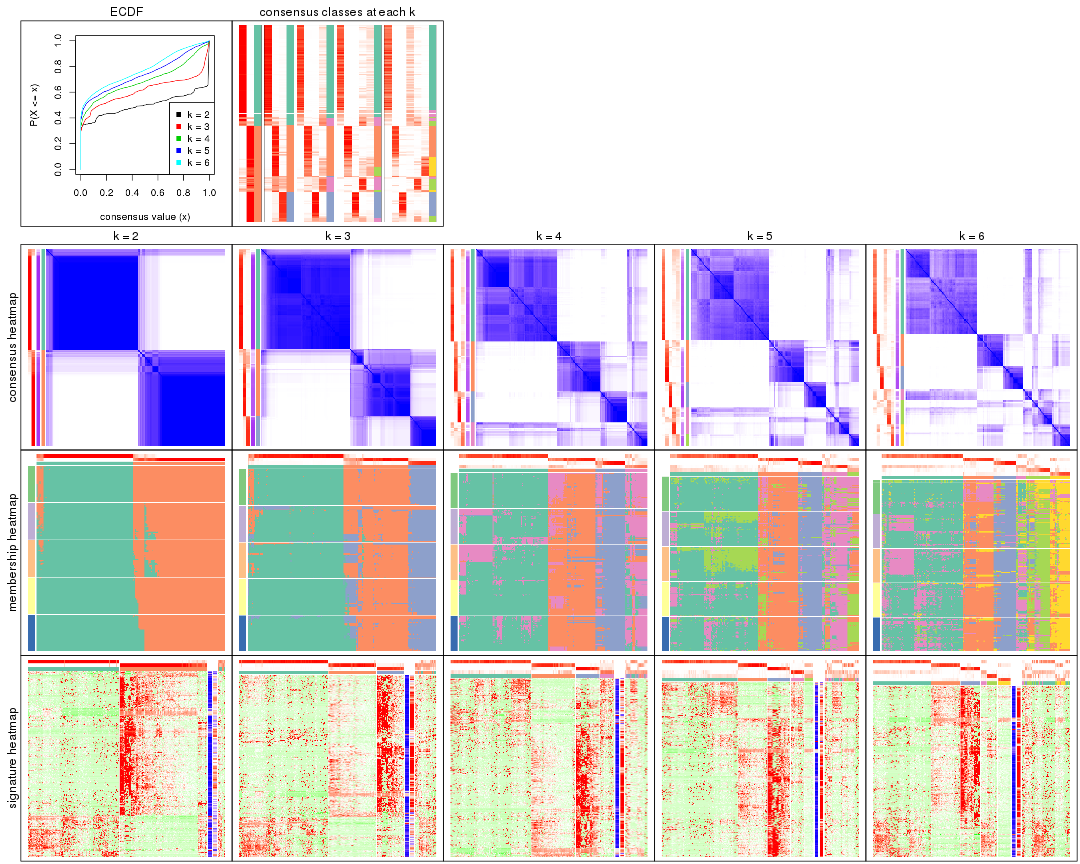 ECDF
consensus classes at each k
P(X <= x)
0.0 0.2 0.4 0.6 0.8 1.0
k = 2
k = 3
k = 4
k = 5
k = 6
0.0 0.2 0.4 0.6 0.8 1.0
consensus value (x)
k = 2
k = 3
k = 4
k = 5
k = 6
consensus heatmap
membership heatmap
signature heatmap